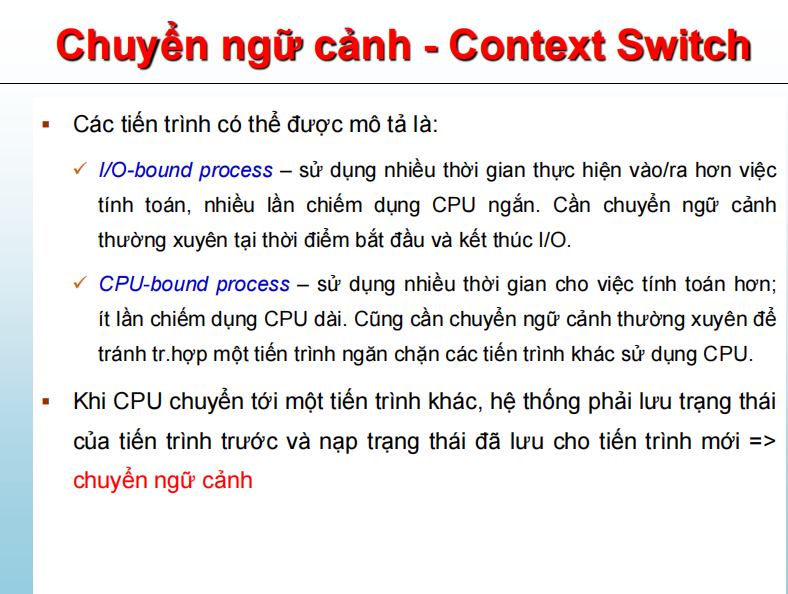 Chuyển ngữ cảnh - Context Switch
Các tiến trình có thể được mô tả là:
I/O-bound process – sử dụng nhiều thời gian thực hiện vào/ra hơn việc
tính toán, nhiều lần chiếm dụng CPU ngắn. Cần chuyển ngữ cảnh
thường xuyên tại thời điểm bắt đầu và kết thúc I/O.
CPU-bound process – sử dụng nhiều thời gian cho việc tính toán hơn;
ít lần chiếm dụng CPU dài. Cũng cần chuyển ngữ cảnh thường xuyên để
tránh tr.hợp một tiến trình ngăn chặn các tiến trình khác sử dụng CPU.
Khi CPU chuyển tới một tiến trình khác, hệ thống phải lưu trạng thái
của tiến trình trước và nạp trạng thái đã lưu cho tiến trình mới =>
chuyển ngữ cảnh